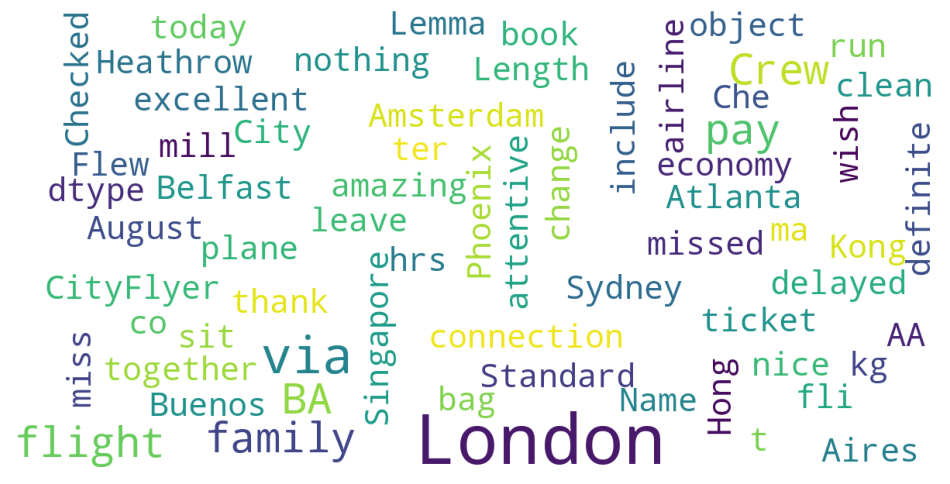 Checked
today
Lemma
book
object
run
Heathrow
nothing
Length
include
airline
Crew
clean
excellent
Che
Amsterdam
pay
wish
City
mill
ter
Flew
economy
definite
dtype
Belfast
amazing
Phoenix
attentive
change
Atlanta
August
leave
missed
ma
Kong
plane
hrs
CityFlyer
thank
Singapore
Sydney
delayed
co
sit
connection
ticket
AA
miss
together
via
Standard
Hong
nice
kg
Buenos
BA
bag
Name
fli
flight
family
London
t
Aires